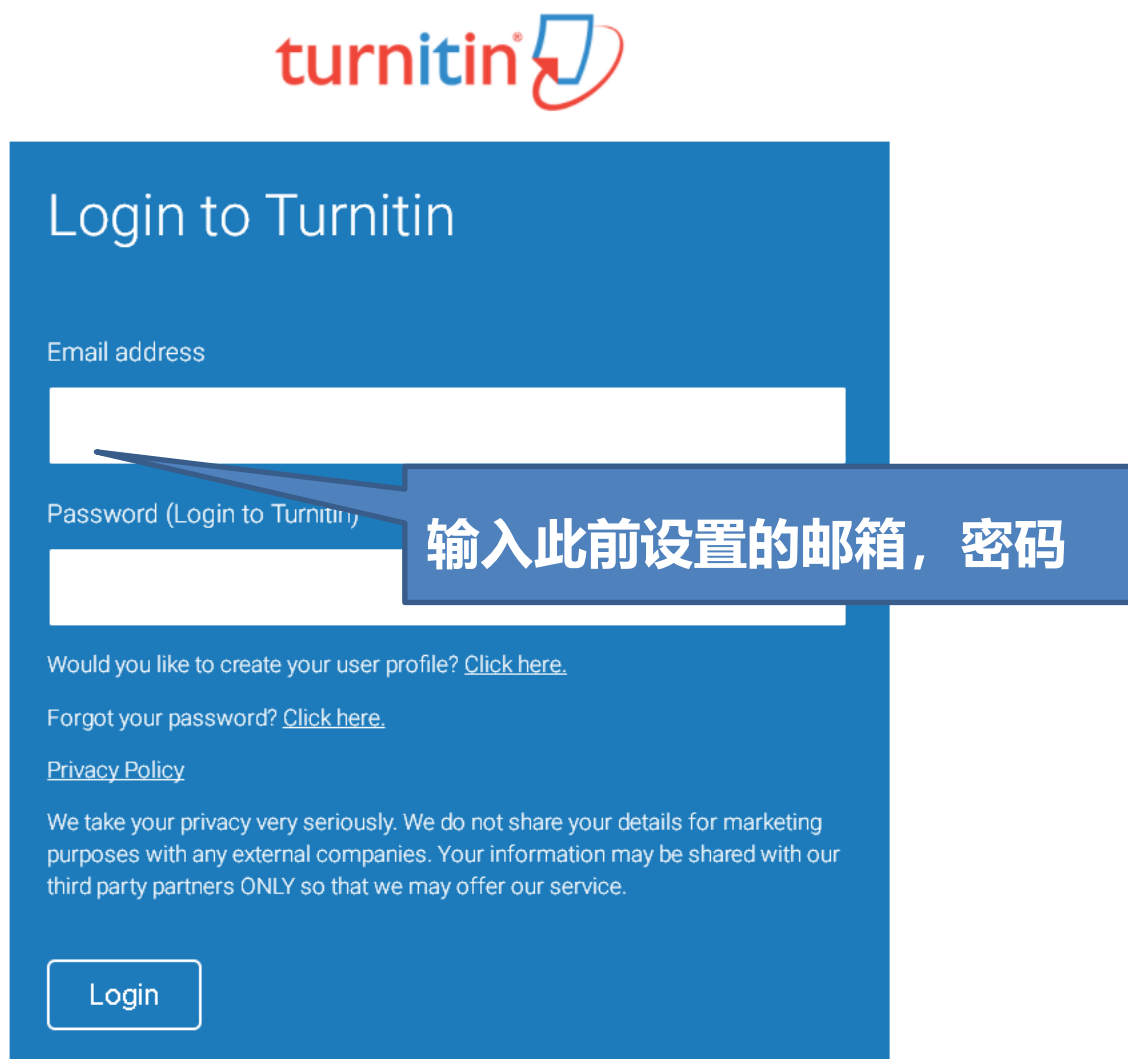 turnitin®
Login to Turnitin
Email address
Password (Login to Turnitin)
输入此前设置的邮箱，密码
Would you like to create your user profile? Click here.
Forgot your password? Click here.
Privacy Policy
We take your privacy very seriously. We do not share your details for marketing
purposes with any external companies. Your information may be shared with our
third party partners ONLY so that we may offer our service.
Login